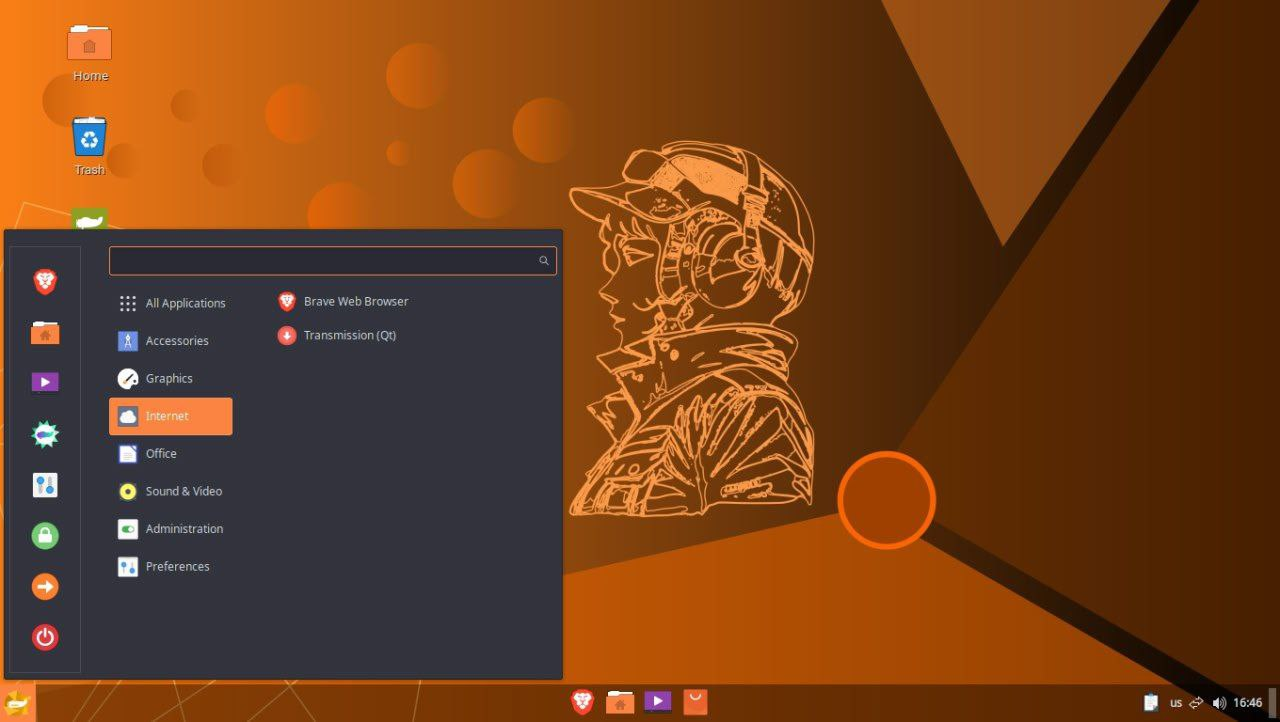 Home
Trash
All Applications
Accessories
Graphics
Internet
Office
Sound & Video
Administration
Preferences
Brave Web Browser
Transmission (Qt)
us
16:46